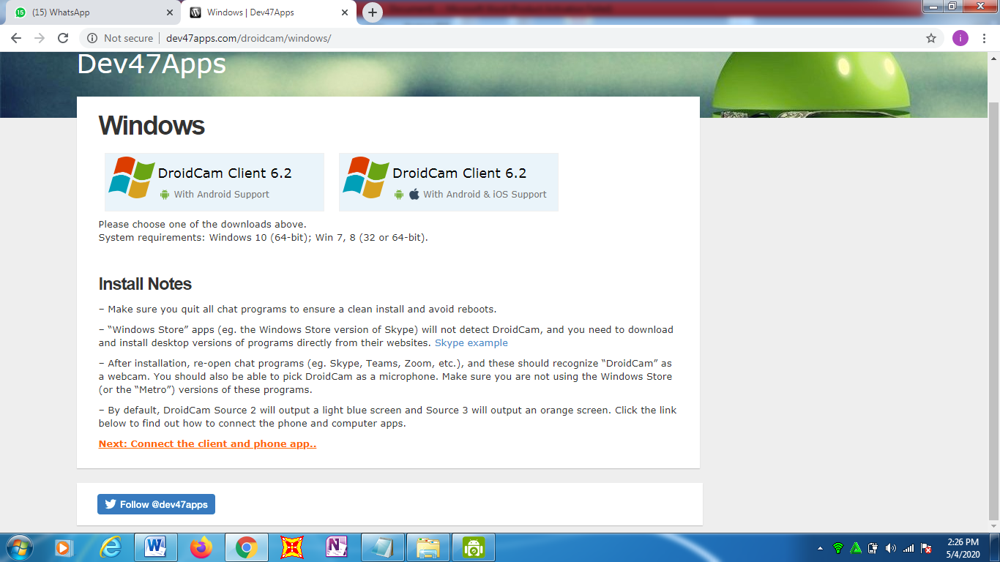 (15) WhatsApp
Windows | Dev47Apps
Not secure
dev47apps.com/droidcam/windows/
i
Dev47Apps
Windows
DroidCam Client 6.2
With Android Support
DroidCam Client 6.2
With Android & iOS Support
Please choose one of the downloads above.
System requirements: Windows 10 (64-bit); Win 7, 8 (32 or 64-bit).
Install Notes
– Make sure you quit all chat programs to ensure a clean install and avoid reboots.
– “Windows Store” apps (eg. the Windows Store version of Skype) will not detect DroidCam, and you need to download
and install desktop versions of programs directly from their websites. Skype example
– After installation, re-open chat programs (eg. Skype, Teams, Zoom, etc.), and these should recognize “DroidCam” as
a webcam. You should also be able to pick DroidCam as a microphone. Make sure you are not using the Windows Store
(or the “Metro”) versions of these programs.
– By default, DroidCam Source 2 will output a light blue screen and Source 3 will output an orange screen. Click the link
below to find out how to connect the phone and computer apps.
Next: Connect the client and phone app..
Follow @dev47apps
2:26 PM
5/4/2020